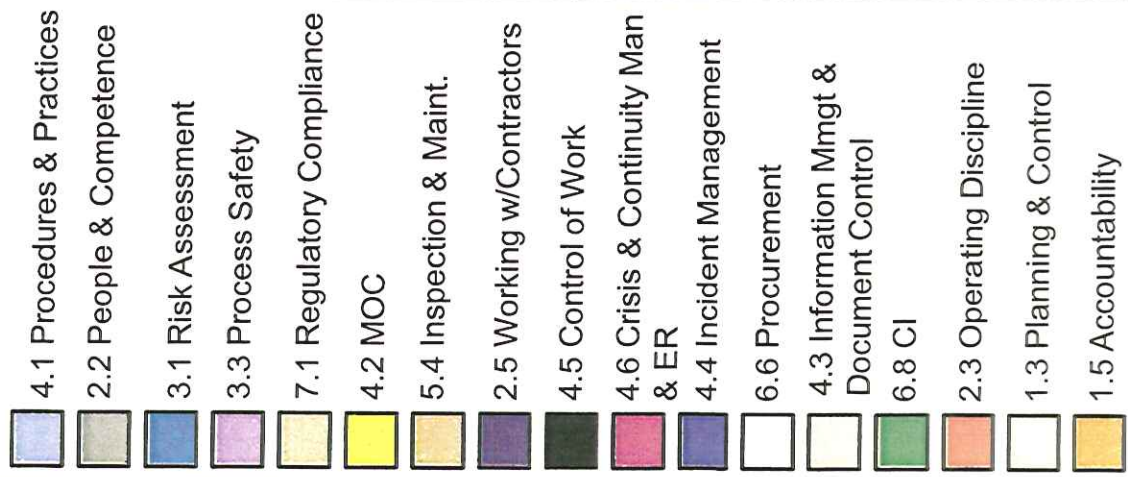 4.1 Procedures & Practices
2.2 People & Competence
3.1 Risk Assessment
3.3 Process Safety
7.1 Regulatory Compliance
4.2 MOC
5.4 Inspection & Maint.
2.5 Working w/Contractors
4.5 Control of Work
4.6 Crisis & Continuity Man
& ER
4.4 Incident Management
6.6 Procurement
4.3 Information Mmgt &
Document Control
6.8 CI
2.3 Operating Discipline
1.3 Planning & Control
1.5 Accountability